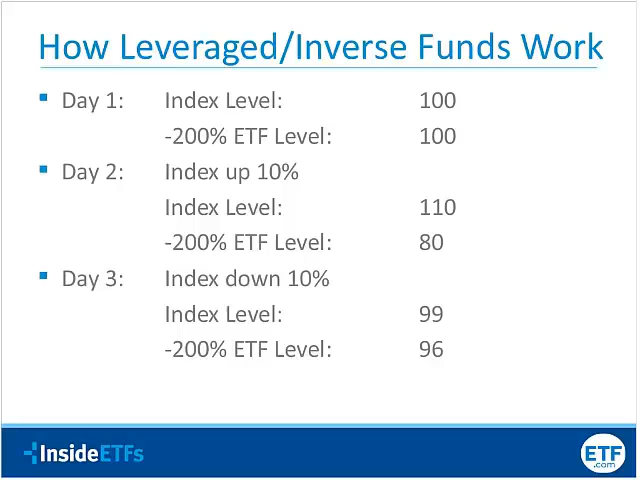 How Leveraged/Inverse Funds Work
▪ Day 1: Index Level: 100
-200% ETF Level: 100
▪ Day 2: Index up 10%
Index Level: 110
-200% ETF Level: 80
▪ Day 3: Index down 10%
Index Level: 99
-200% ETF Level: 96
InsideETFs
ETF
.com